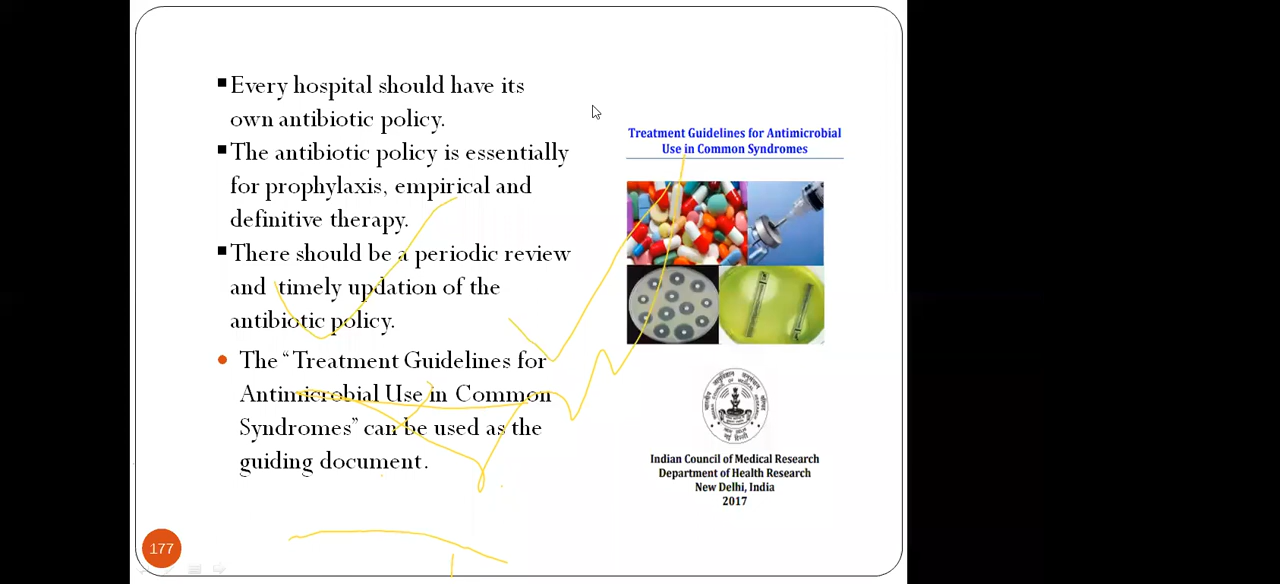 Every hospital should have its
own antibiotic policy.
The antibiotic policy is essentially
for prophylaxis, empirical and
definitive therapy.
There should be a periodic review
and timely updation of the
antibiotic policy.
The “Treatment Guidelines for
Antimicrobial Use in Common
Syndromes” can be used as the
guiding document.
177
Treatment Guidelines for Antimicrobial
Use in Common Syndromes
Indian Council of Medical Research
Department of Health Research
New Delhi, India
2017